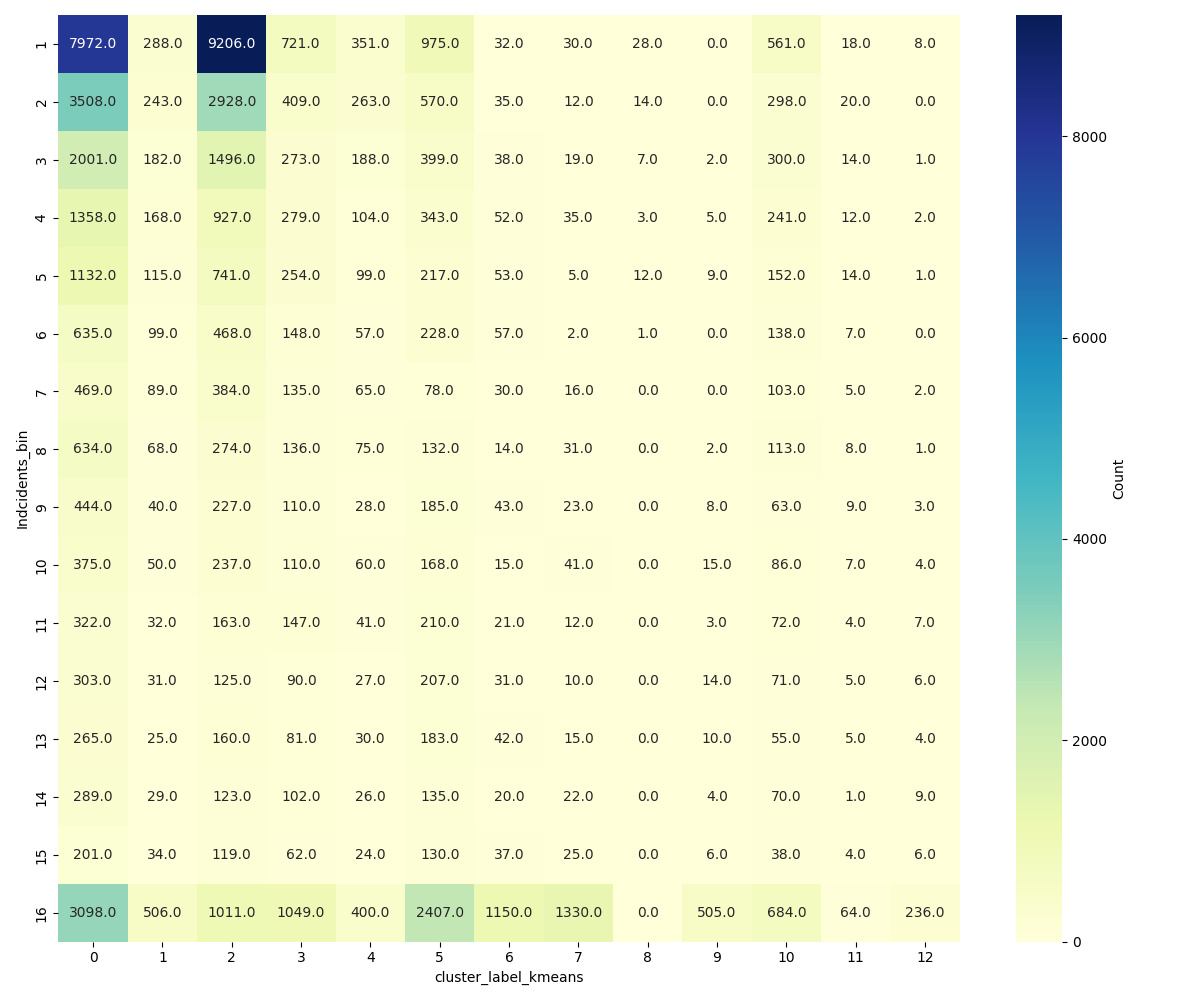 1 7972.0 288.0 9206.0 721.0 351.0 975.0 32.0 30.0 28.0 0.0 561.0 18.0 8.0
2 3508.0 243.0 2928.0 409.0 263.0 570.0 35.0 12.0 14.0 0.0 298.0 20.0 0.0
3 2001.0 182.0 1496.0 273.0 188.0 399.0 38.0 19.0 7.0 2.0 300.0 14.0 1.0
4 1358.0 168.0 927.0 279.0 104.0 343.0 52.0 35.0 3.0 5.0 241.0 12.0 2.0
5 1132.0 115.0 741.0 254.0 99.0 217.0 53.0 5.0 12.0 9.0 152.0 14.0 1.0
6 635.0 99.0 468.0 148.0 57.0 228.0 57.0 2.0 1.0 0.0 138.0 7.0 0.0
7 469.0 89.0 384.0 135.0 65.0 78.0 30.0 16.0 0.0 0.0 103.0 5.0 2.0
8 634.0 68.0 274.0 136.0 75.0 132.0 14.0 31.0 0.0 2.0 113.0 8.0 1.0
9 444.0 40.0 227.0 110.0 28.0 185.0 43.0 23.0 0.0 8.0 63.0 9.0 3.0
10 375.0 50.0 237.0 110.0 60.0 168.0 15.0 41.0 0.0 15.0 86.0 7.0 4.0
11 322.0 32.0 163.0 147.0 41.0 210.0 21.0 12.0 0.0 3.0 72.0 4.0 7.0
12 303.0 31.0 125.0 90.0 27.0 207.0 31.0 10.0 0.0 14.0 71.0 5.0 6.0
13 265.0 25.0 160.0 81.0 30.0 183.0 42.0 15.0 0.0 10.0 55.0 5.0 4.0
14 289.0 29.0 123.0 102.0 26.0 135.0 20.0 22.0 0.0 4.0 70.0 1.0 9.0
15 201.0 34.0 119.0 62.0 24.0 130.0 37.0 25.0 0.0 6.0 38.0 4.0 6.0
16 3098.0 506.0 1011.0 1049.0 400.0 2407.0 1150.0 1330.0 0.0 505.0 684.0 64.0 236.0
0 1 2 3 4 5 6 7 8 9 10 11 12
cluster_label_kmeans
Indcidents_bin
8000
6000
4000
2000
0
Count